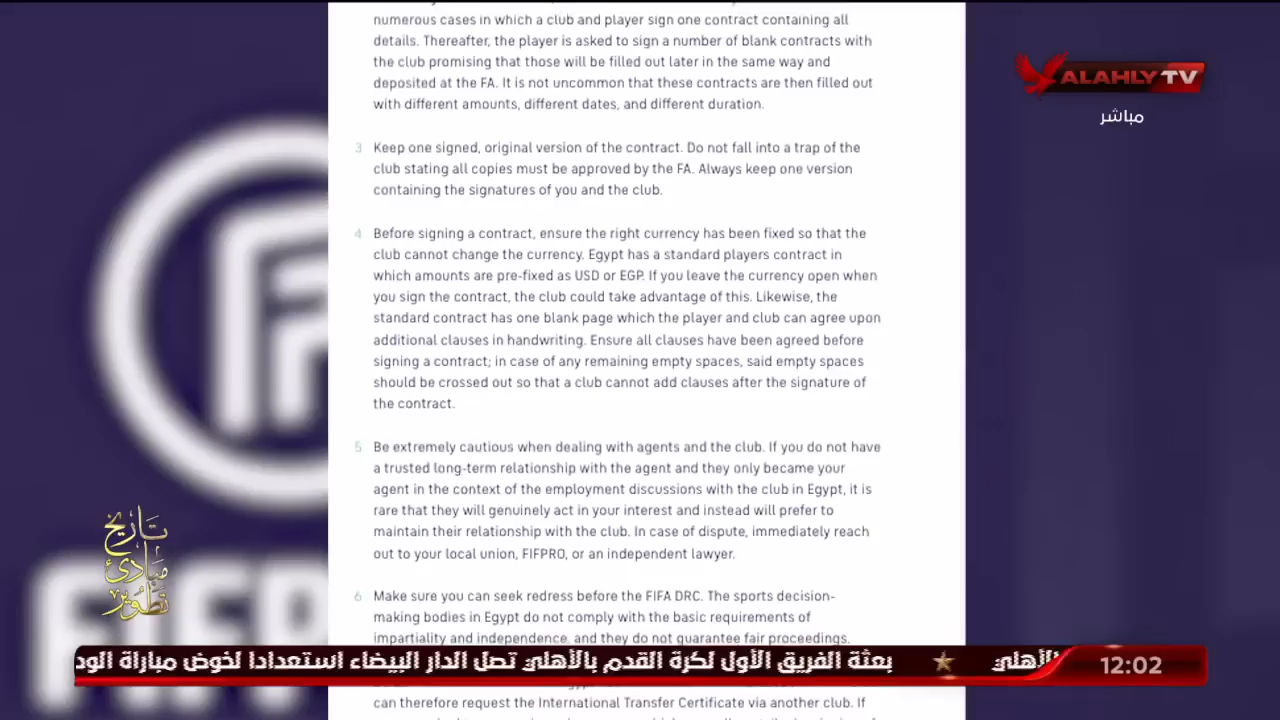 numerous cases in which a club and player sign one contract containing all
details. Thereafter, the player is asked to sign a number of blank contracts with
the club promising that those will be filled out later in the same way and
deposited at the FA. It is not uncommon that these contracts are then filled out
with different amounts, different dates, and different duration.
3 Keep one signed, original version of the contract. Do not fall into a trap of the
club stating all copies must be approved by the FA. Always keep one version
containing the signatures of you and the club.
4 Before signing a contract, ensure the right currency has been fixed so that the
club cannot change the currency. Egypt has a standard players contract in
which amounts are pre-fixed as USD or EGP. If you leave the currency open when
you sign the contract, the club could take advantage of this. Likewise, the
standard contract has one blank page which the player and club can agree upon
additional clauses in handwriting. Ensure all clauses have been agreed before
signing a contract; in case of any remaining empty spaces, said empty spaces
should be crossed out so that a club cannot add clauses after the signature of
the contract.
5 Be extremely cautious when dealing with agents and the club. If you do not have
a trusted long-term relationship with the agent and they only became your
agent in the context of the employment discussions with the club in Egypt, it is
rare that they will genuinely act in your interest and instead will prefer to
maintain their relationship with the club. In case of dispute, immediately reach
out to your local union, FIFPRO, or an independent lawyer.
6 Make sure you can seek redress before the FIFA DRC. The sports decision-
making bodies in Egypt do not comply with the basic requirements of
impartiality and independence, and they do not guarantee fair proceedings.
can therefore request the International Transfer Certificate via another club. If
ALAHLY TV
مباشر
تاريخ
مبادئ
تطوير
FIFPR
الأهلي ★ بعثة الفريق الأول لكرة القدم بالأهلي تصل الدار البيضاء استعدادا لخوض مباراة الود
12:02